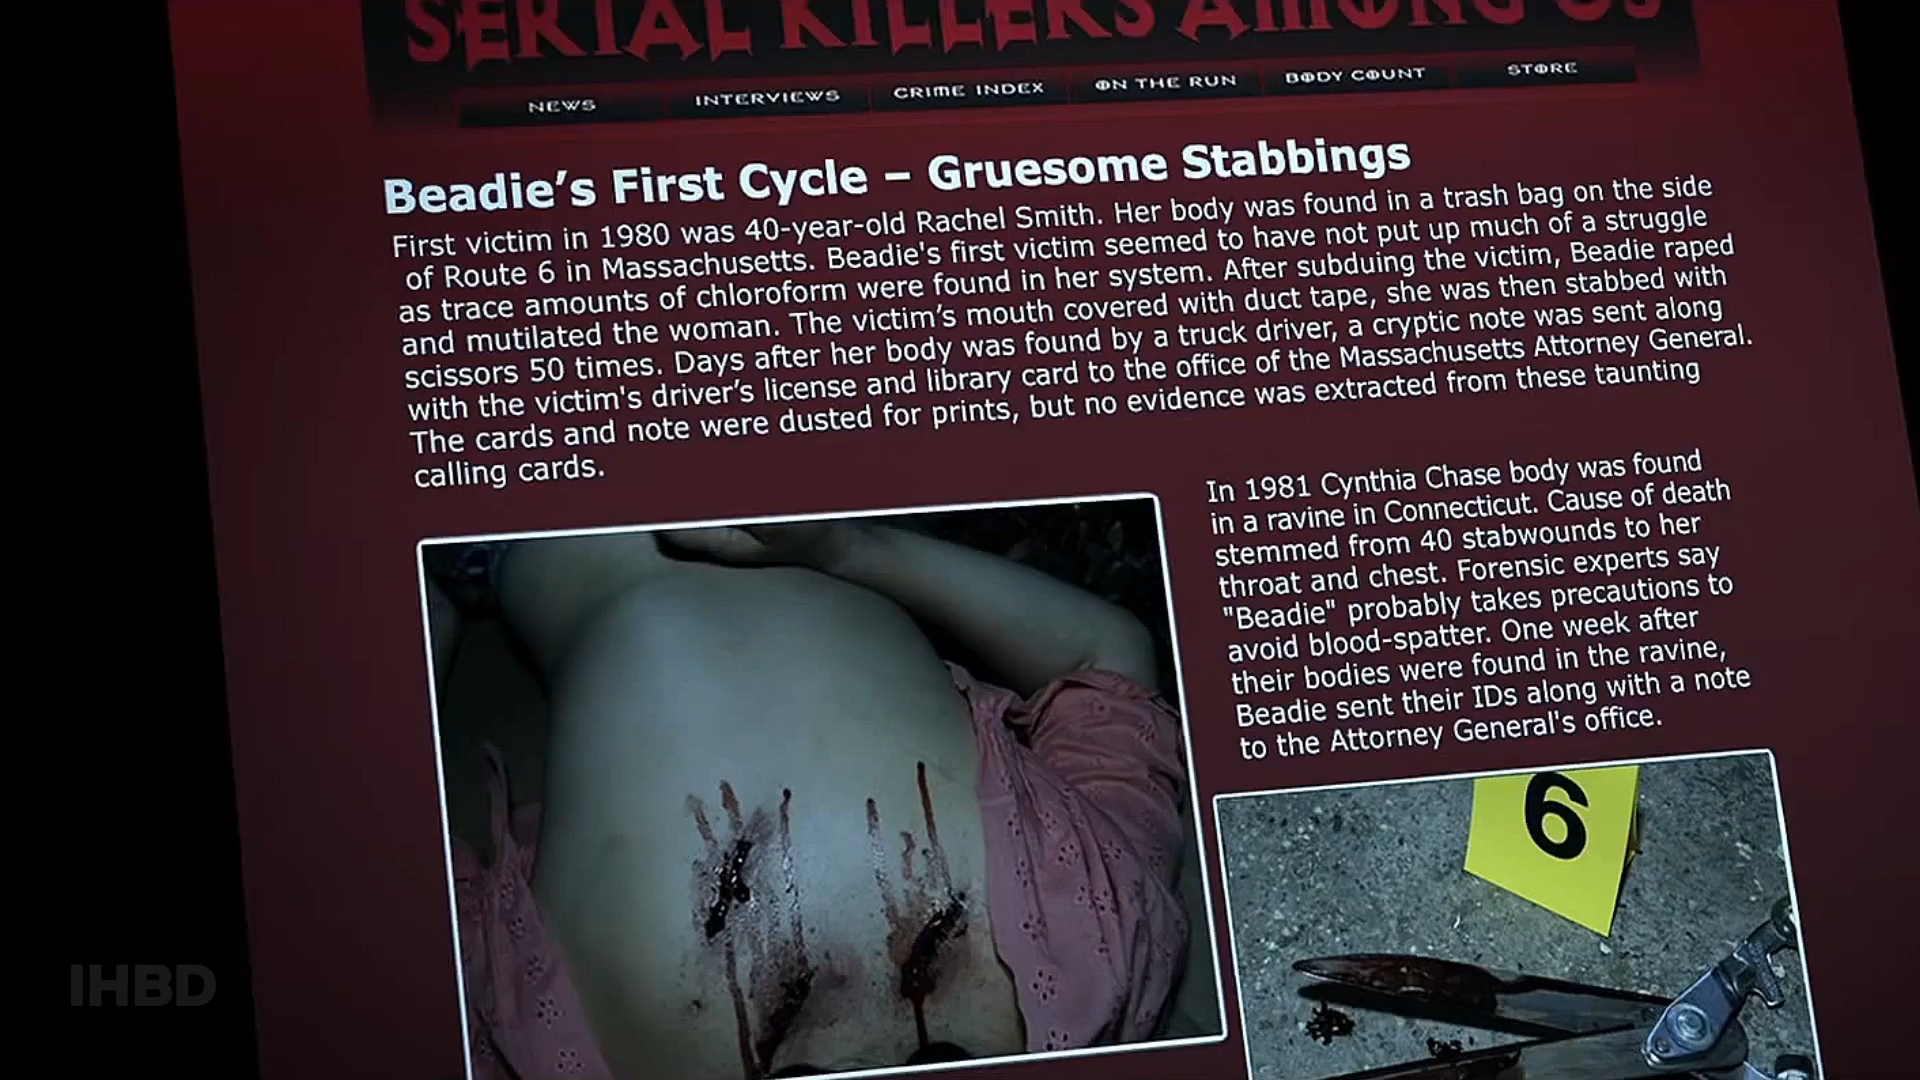 SERIAL KILLERS AMONG US
NEWS
INTERVIEWS
CRIME INDEX
ON THE RUN
BODY COUNT
STORE
Beadie's First Cycle – Gruesome Stabbings
First victim in 1980 was 40-year-old Rachel Smith. Her body was found in a trash bag on the side
of Route 6 in Massachusetts. Beadie's first victim seemed to have not put up much of a struggle
as trace amounts of chloroform were found in her system. After subduing the victim, Beadie raped
and mutilated the woman. The victim's mouth covered with duct tape, she was then stabbed with
scissors 50 times. Days after her body was found by a truck driver, a cryptic note was sent along
with the victim's driver's license and library card to the office of the Massachusetts Attorney General.
The cards and note were dusted for prints, but no evidence was extracted from these taunting
calling cards.
In 1981 Cynthia Chase body was found
in a ravine in Connecticut. Cause of death
stemmed from 40 stabwounds to her
throat and chest. Forensic experts say
"Beadie" probably takes precautions to
avoid blood-spatter. One week after
their bodies were found in the ravine,
Beadie sent their IDs along with a note
to the Attorney General's office.
6
IHBD